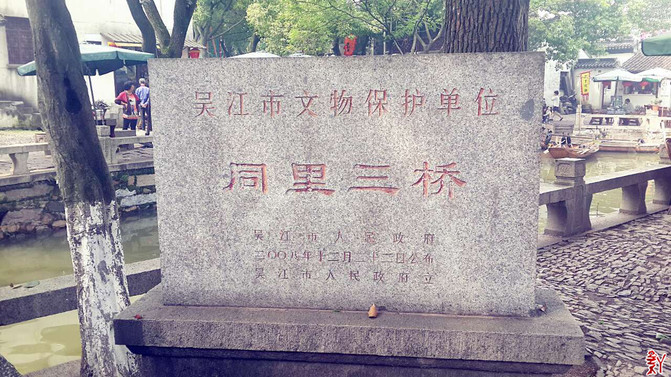 吴江市文物保护单位
同里三桥
吴江市人民政府
二〇〇八年十二月二十二日公布
吴江市人民政府立